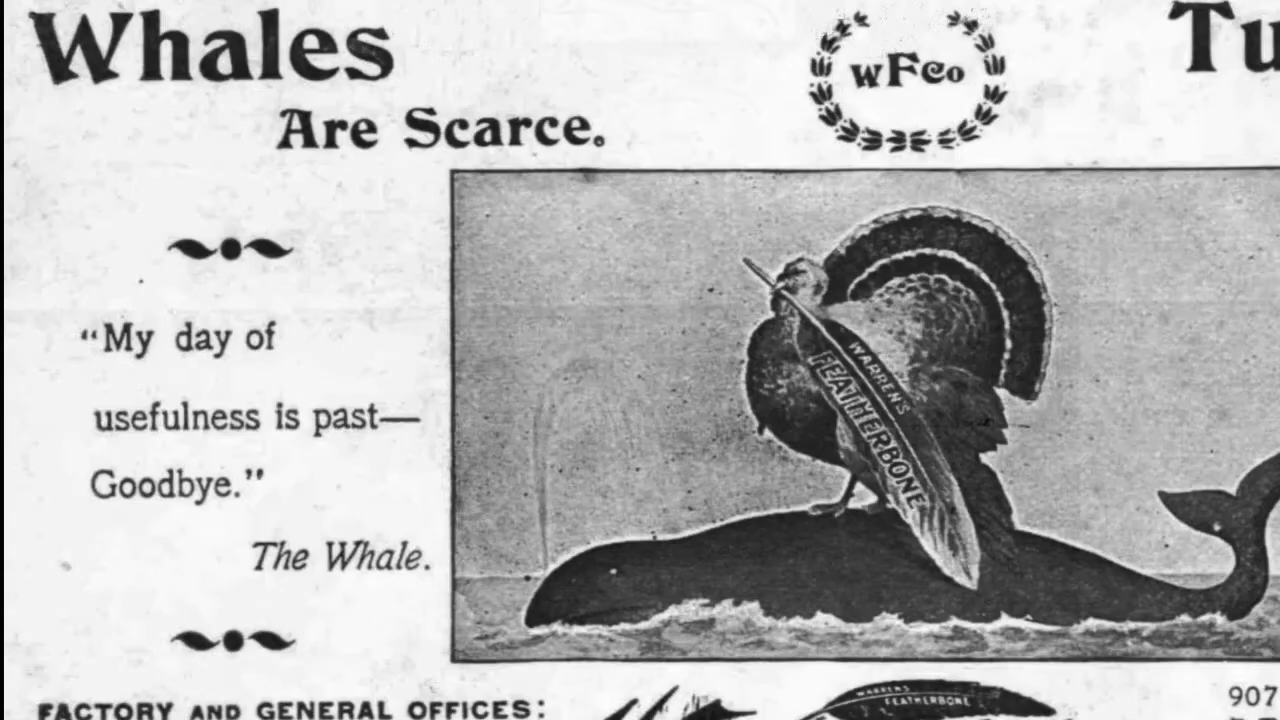 Whales
Are Scarce.
WFCo
Tu
"My day of
usefulness is past—
Goodbye."
The Whale.
WARREN'S
FEATHERBONE
FACTORY AND GENERAL OFFICES:
WARRENS
FEATHERBONE
907